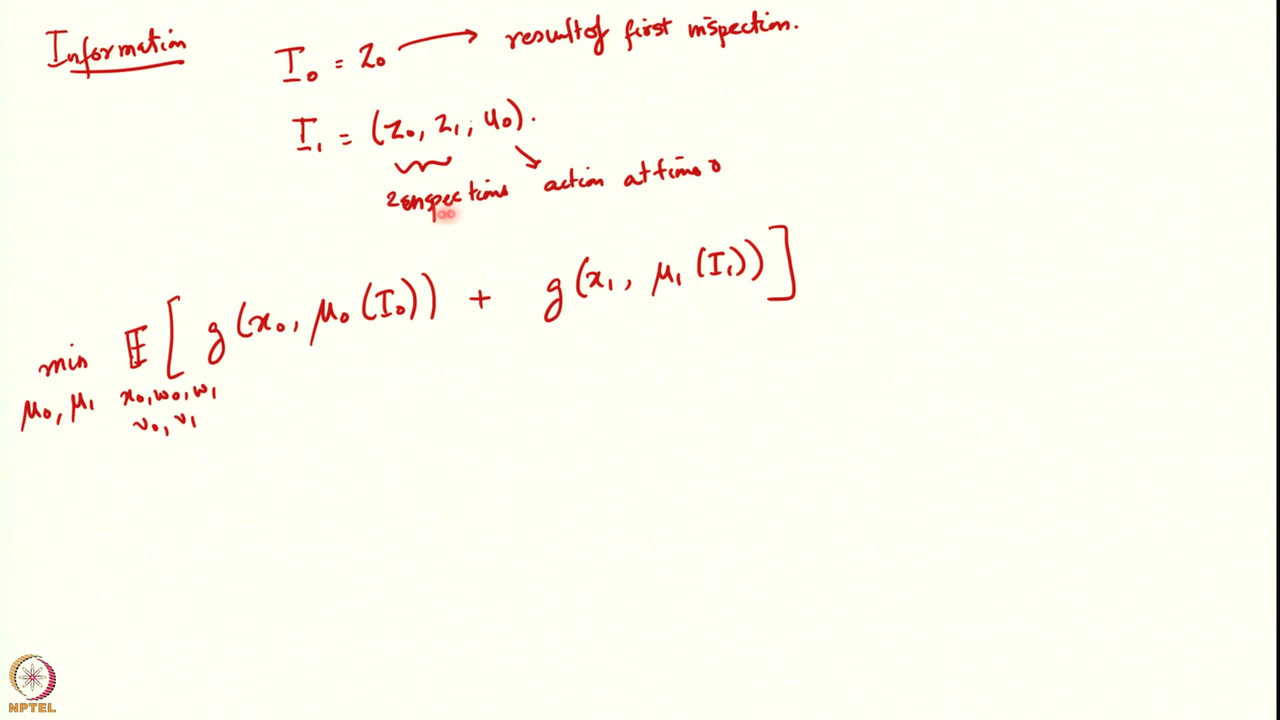 Information
I₀ = z₀ → result of first inspection.
I₁ = (z₀, z₁, u₀).
2 inspections action at time 0
min 𝔼 [ g(x₀, μ₀(I₀)) + g(x₁, μ₁(I₁)) ]
μ₀, μ₁ x₀, w₀, w₁
v₀, v₁
NPTEL